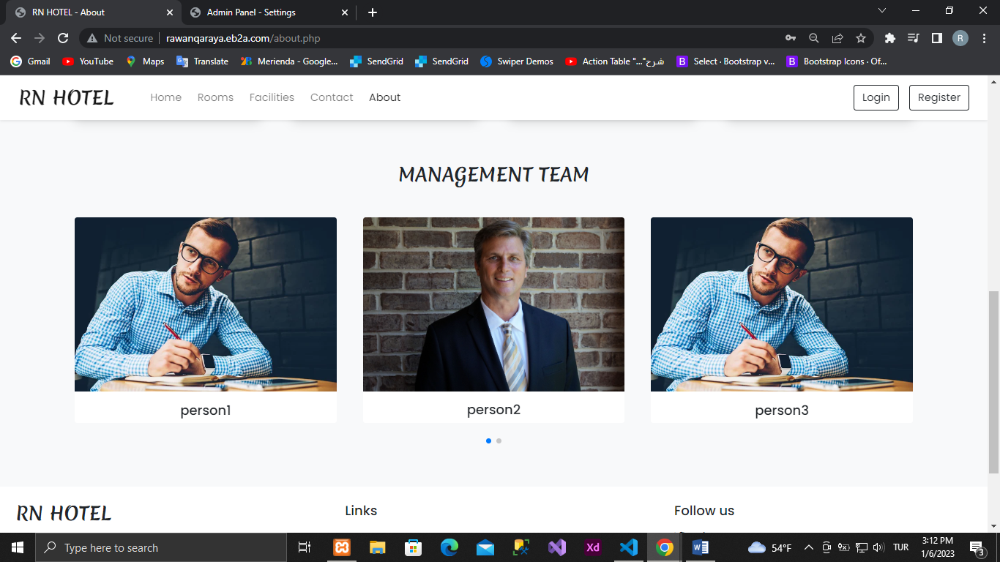 RN HOTEL - About
Admin Panel - Settings
Not secure
rawanqaraya.eb2a.com/about.php
R
Gmail
YouTube
Maps
Translate
Merienda - Google...
SendGrid
SendGrid
Swiper Demos
Action Table "..."شرح
B Select · Bootstrap v...
B Bootstrap Icons · Of...
RN HOTEL
Home
Rooms
Facilities
Contact
About
Login
Register
MANAGEMENT TEAM
person1
person2
person3
RN HOTEL
Links
Follow us
Type here to search
Xd
54°F
TUR
3:12 PM
1/6/2023
3